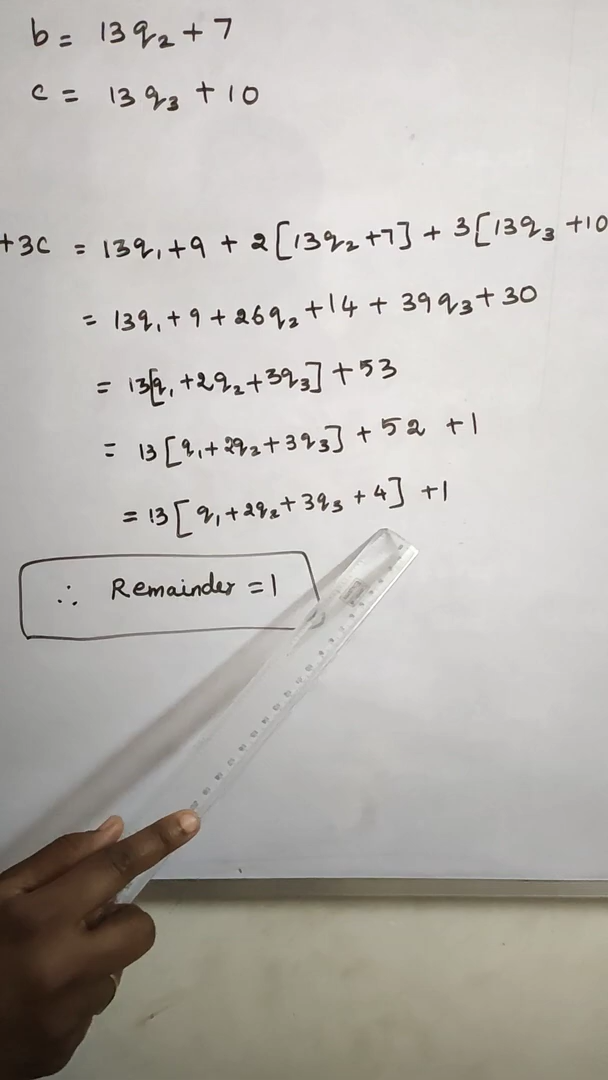 b = 13q₂ + 7
c = 13q₃ + 10
+3c = 13q₁ + 9 + 2[13q₂ + 7] + 3[13q₃ + 10
= 13q₁ + 9 + 26q₂ + 14 + 39q₃ + 30
= 13[q₁ + 2q₂ + 3q₃] + 53
= 13[q₁ + 2q₂ + 3q₃] + 52 + 1
= 13[q₁ + 2q₂ + 3q₃ + 4] + 1
∴ Remainder = 1